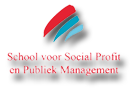 School voor Social Profit
en Publiek Management